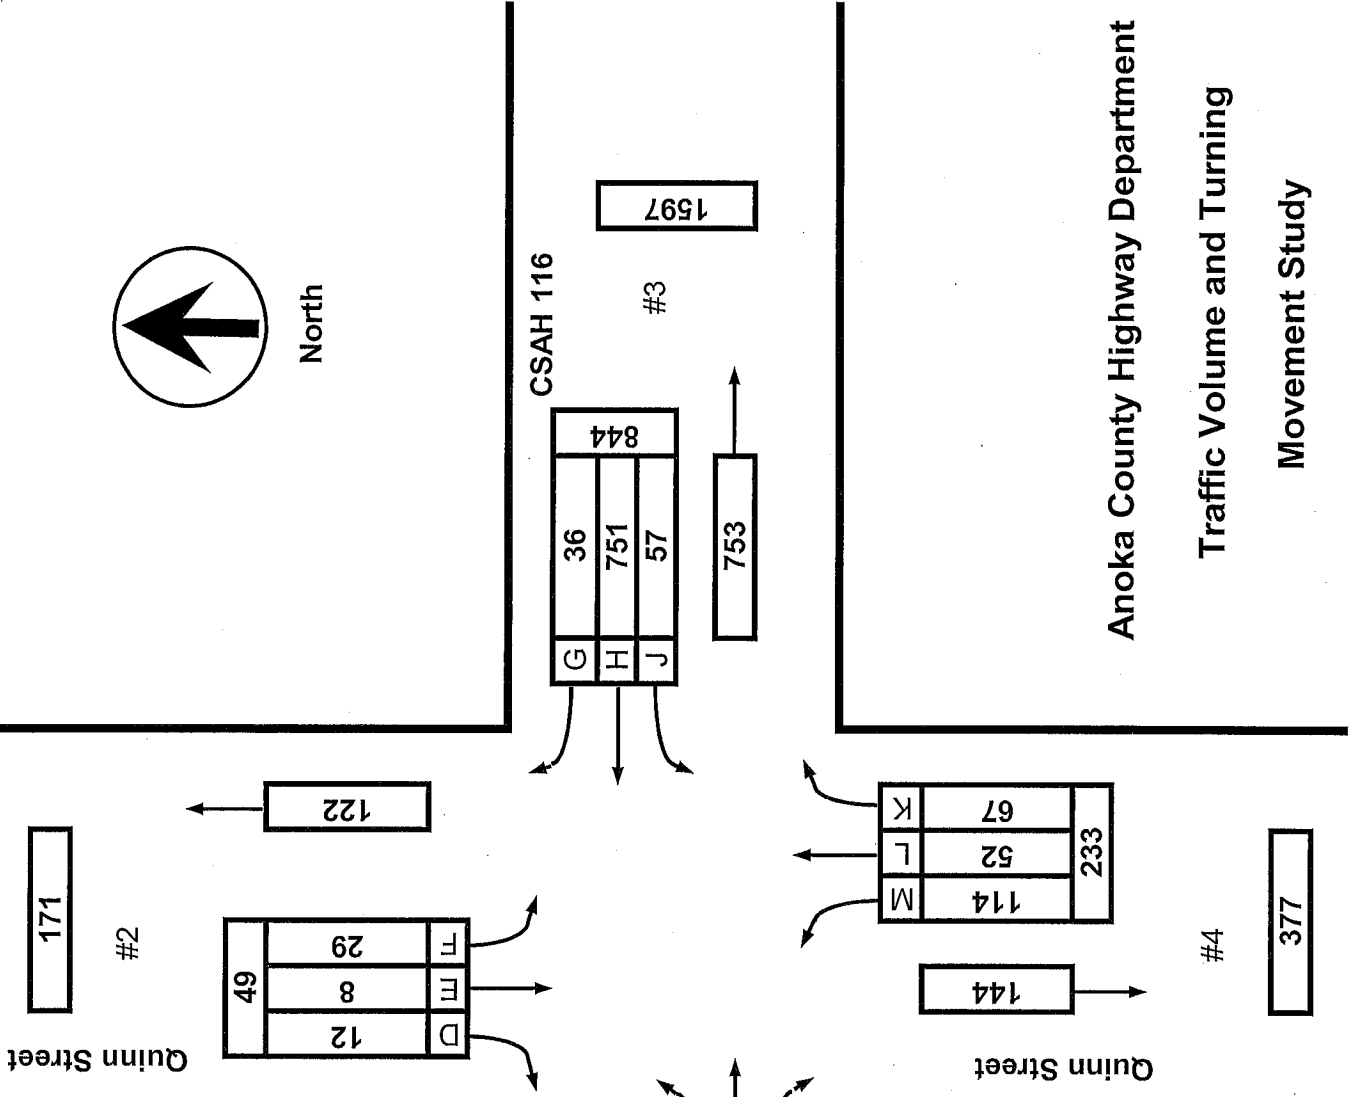 Anoka County Highway Department
Traffic Volume and Turning
Movement Study
North
CSAH 116
#3
1597
844
G 36
H 751
J 57
753
122
171
#2
Quinn Street
49
29 F
8 E
12 D
K 67
L 52
M 114
233
144
#4
377
Quinn Street